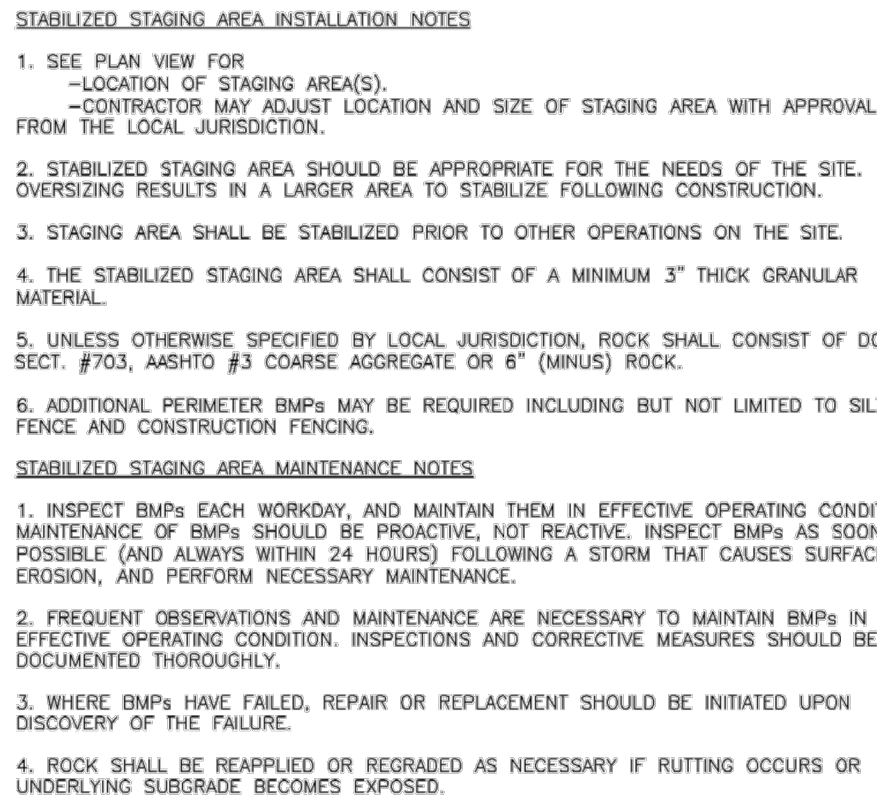 STABILIZED STAGING AREA INSTALLATION NOTES
1. SEE PLAN VIEW FOR
-LOCATION OF STAGING AREA(S).
-CONTRACTOR MAY ADJUST LOCATION AND SIZE OF STAGING AREA WITH APPROVAL
FROM THE LOCAL JURISDICTION.
2. STABILIZED STAGING AREA SHOULD BE APPROPRIATE FOR THE NEEDS OF THE SITE.
OVERSIZING RESULTS IN A LARGER AREA TO STABILIZE FOLLOWING CONSTRUCTION.
3. STAGING AREA SHALL BE STABILIZED PRIOR TO OTHER OPERATIONS ON THE SITE.
4. THE STABILIZED STAGING AREA SHALL CONSIST OF A MINIMUM 3" THICK GRANULAR
MATERIAL.
5. UNLESS OTHERWISE SPECIFIED BY LOCAL JURISDICTION, ROCK SHALL CONSIST OF
SECT. #703, AASHTO #3 COARSE AGGREGATE OR 6" (MINUS) ROCK.
6. ADDITIONAL PERIMETER BMPs MAY BE REQUIRED INCLUDING BUT NOT LIMITED TO
FENCE AND CONSTRUCTION FENCING.
STABILIZED STAGING AREA MAINTENANCE NOTES
1. INSPECT BMPs EACH WORKDAY, AND MAINTAIN THEM IN EFFECTIVE OPERATING
MAINTENANCE OF BMPs SHOULD BE PROACTIVE, NOT REACTIVE. INSPECT BMPs AS SOON
POSSIBLE (AND ALWAYS WITHIN 24 HOURS) FOLLOWING A STORM THAT CAUSES
EROSION, AND PERFORM NECESSARY MAINTENANCE.
2. FREQUENT OBSERVATIONS AND MAINTENANCE ARE NECESSARY TO MAINTAIN BMPs IN
EFFECTIVE OPERATING CONDITION. INSPECTIONS AND CORRECTIVE MEASURES SHOULD BE
DOCUMENTED THOROUGHLY.
3. WHERE BMPs HAVE FAILED, REPAIR OR REPLACEMENT SHOULD BE INITIATED UPON
DISCOVERY OF THE FAILURE.
4. ROCK SHALL BE REAPPLIED OR REGRADED AS NECESSARY IF RUTTING OCCURS OR
UNDERLYING SUBGRADE BECOMES EXPOSED.